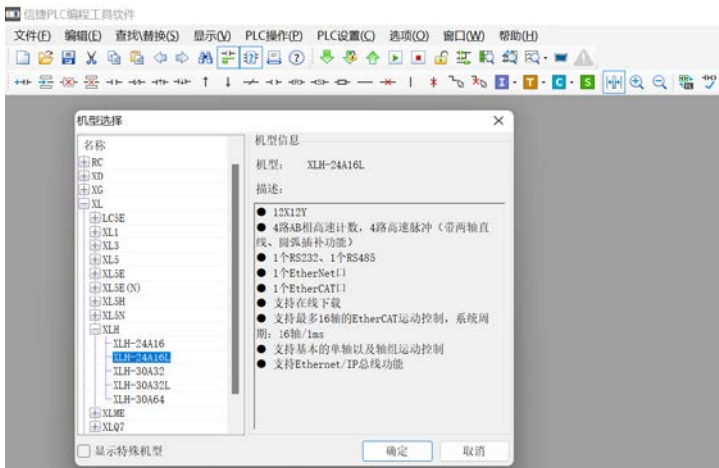 信捷PLC编程工具软件
文件(F) 编辑(E) 查找\替换(S) 显示(V) PLC操作(P) PLC设置(C) 选项(O) 窗口(W) 帮助(H)
I T C S
机型选择
名称
RC
XD
XG
XL
LC5E
XL1
XL3
XL5
XL5E
XL5E(N)
XL5H
XL5N
XLH
XLH-24A16
XLH-24A16L
XLH-30A32
XLH-30A32L
XLH-30A64
XLME
XLQ7
显示特殊机型
机型信息
机型: XLH-24A16L
描述:
● 12X12Y
● 4路AB相高速计数，4路高速脉冲（带两轴直
线、圆弧插补功能）
● 1个RS232、1个RS485
● 1个EtherNet口
● 1个EtherCAT口
● 支持在线下载
● 支持最多16轴的EtherCAT运动控制，系统周
期：16轴/1ms
● 支持基本的单轴以及轴组运动控制
● 支持Ethernet/IP总线功能
确定 取消